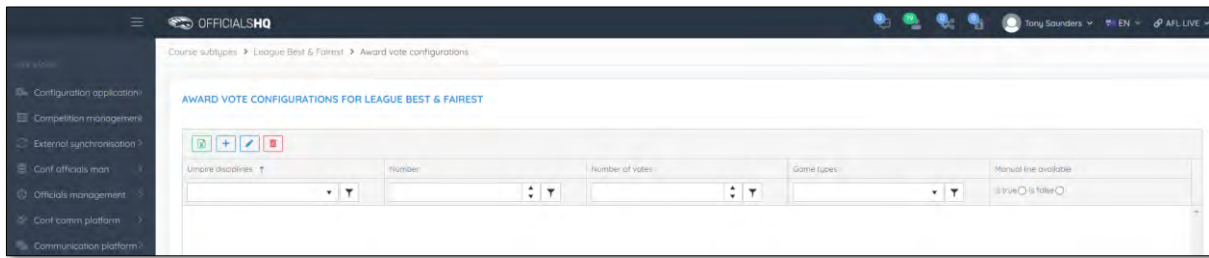 OFFICIALSHQ
Tony Saunders
EN
AFL LIVE
Course subtypes > League Best & Fairest > Award vote configurations
Configuration application
Competition management
External synchronisation
Conf officials man
Officials management
Conf comm platform
Communication platform
AWARD VOTE CONFIGURATIONS FOR LEAGUE BEST & FAIREST
Umpire disciplines ↑
Number
Number of votes
Game types
Manual line available
Is true
Is false